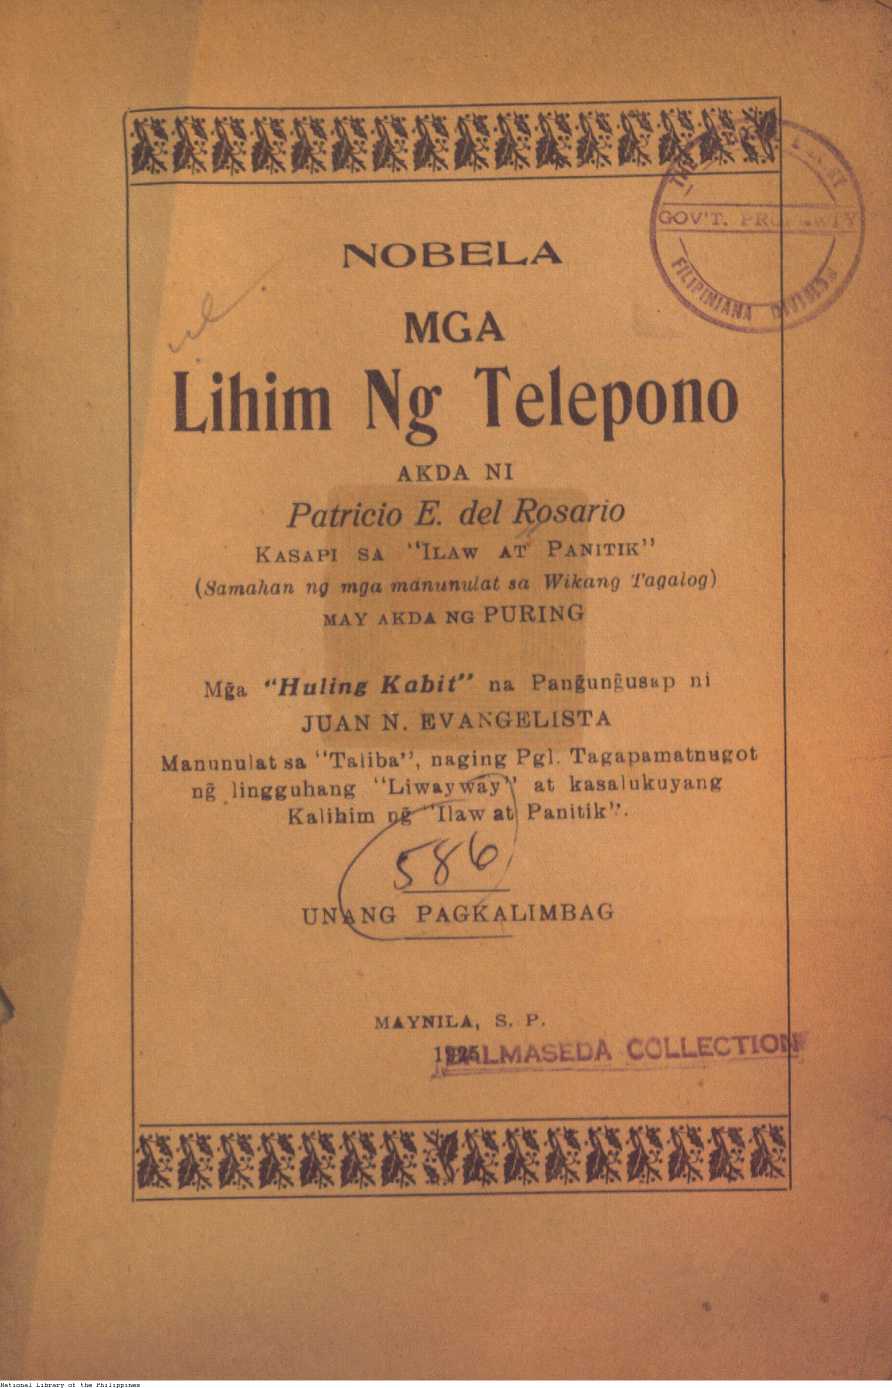 GOV'T. PROPERTY
FILIPINIANA DIVISION
NOBELA
MGA
Lihim Ng Telepono
AKDA NI
Patricio E. del Rosario
KASAPI SA "ILAW AT PANITIK"
(Samahan ng mga manunulat sa Wikang Tagalog)
MAY AKDA NG PURING
Mg̃a "Huling Kabit" na Pang̃ung̃usap ni
JUAN N. EVANGELISTA
Manunulat sa "Taliba", naging Pgl. Tagapamatnugot
ng̃ lingguhang "Liwayway" at kasalukuyang
Kalihim ng̃ "Ilaw at Panitik".
586
UNANG PAGKALIMBAG
MAYNILA, S. P.
ALMASEDA COLLECTION
National Library of the Philippines